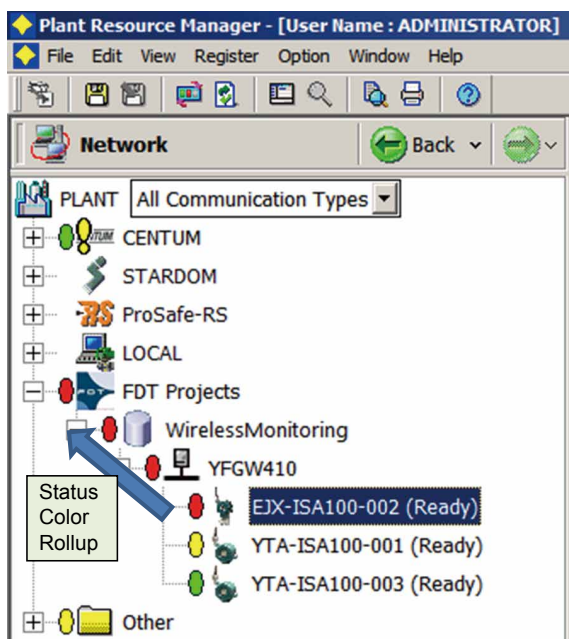 Plant Resource Manager - [User Name : ADMINISTRATOR]
File Edit View Register Option Window Help
Network Back
PLANT All Communication Types
CENTUM
STARDOM
ProSafe-RS
LOCAL
FDT Projects
WirelessMonitoring
YFGW410
Status
Color
Rollup
EJX-ISA100-002 (Ready)
YTA-ISA100-001 (Ready)
YTA-ISA100-003 (Ready)
Other